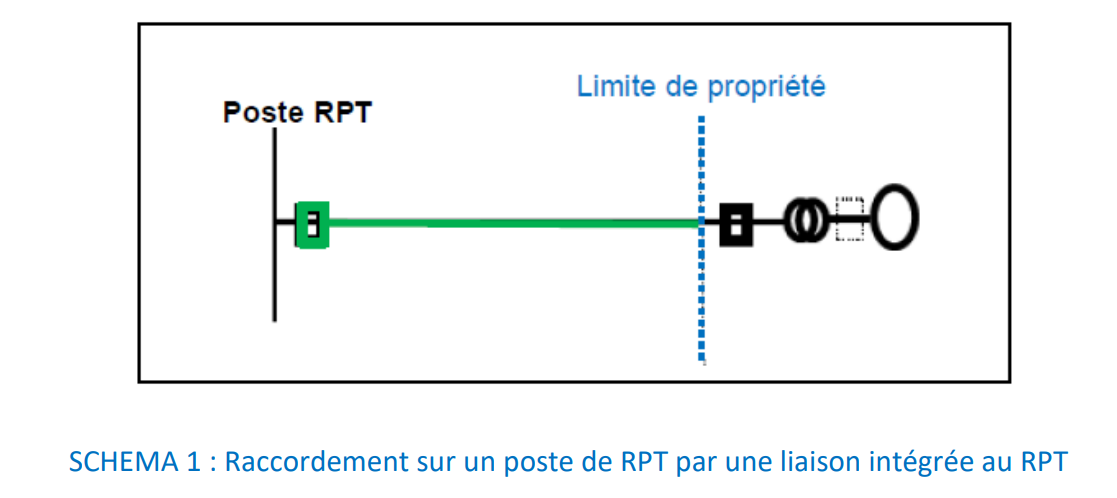 Limite de propriété
Poste RPT
SCHEMA 1 : Raccordement sur un poste de RPT par une liaison intégrée au RPT